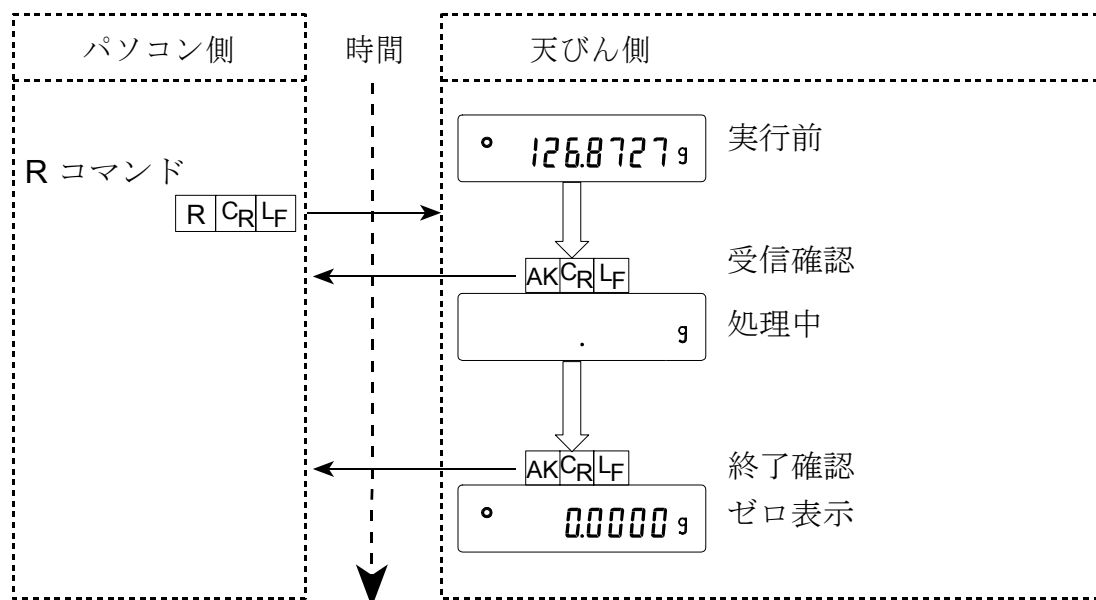 パソコン側 時間 天びん側
126.8727 g 実行前
R コマンド
R CR LF
AK CR LF 受信確認
. g 処理中
AK CR LF 終了確認
0.0000 g ゼロ表示